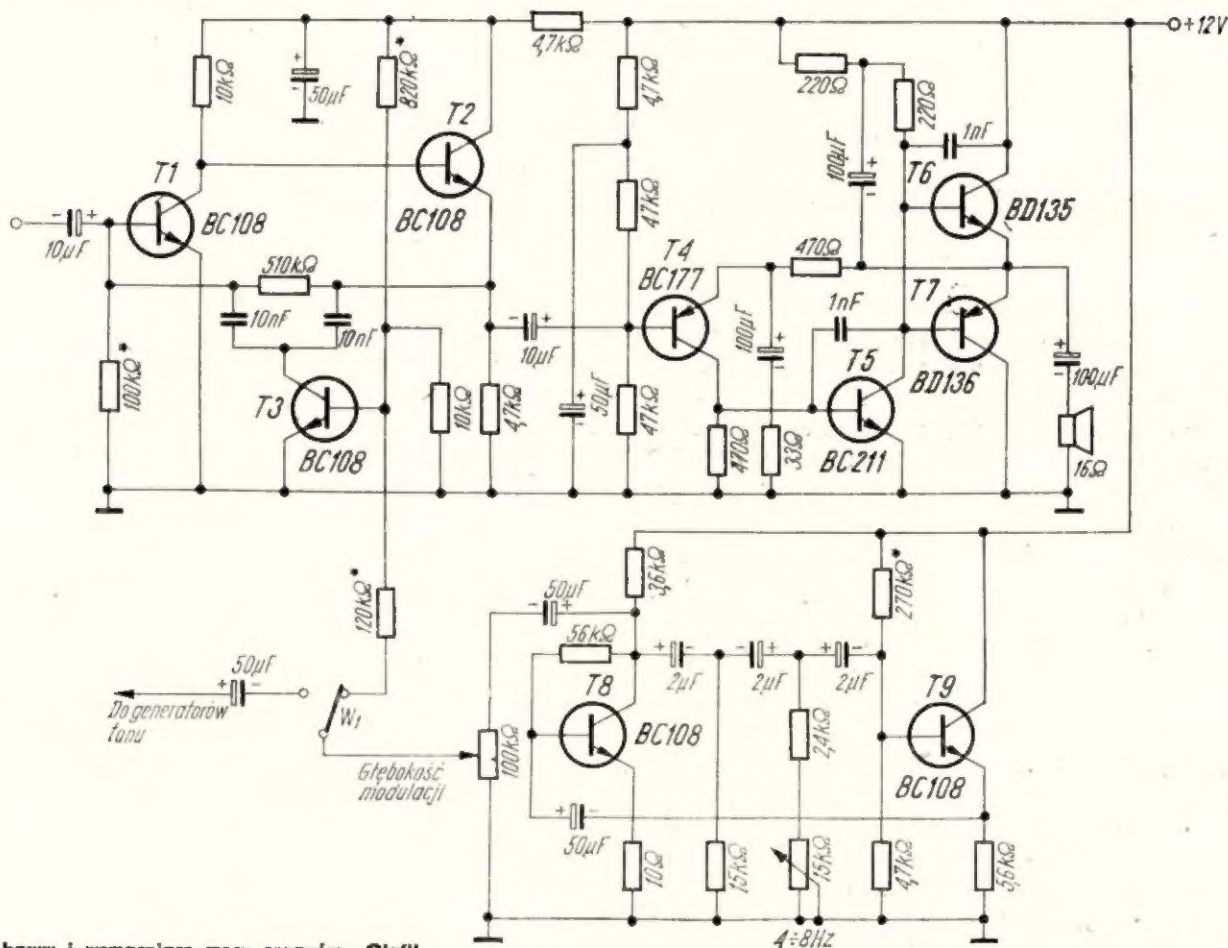 +12V
4,7kΩ
10kΩ
50µF
820kΩ*
4,7kΩ
220Ω
220Ω
1nF
T2
T1
BC108
BC108
100µF
T6
BD135
47kΩ
10µF
510kΩ
470Ω
T4
BC177
T7
BD136
1nF
10nF
10nF
10µF
100µF
100µF
100kΩ*
T3
BC108
10kΩ
4,7kΩ
50µF
47kΩ
470Ω
33Ω
T5
BC211
16Ω
120kΩ*
3,6kΩ
270kΩ*
50µF
56kΩ
50µF
2µF
2µF
2µF
Do generatorów
tonu
W1
T8
BC108
T9
BC108
2,4kΩ
Głębokość
modulacji
100kΩ
50µF
10Ω
15kΩ
15kΩ
4,7kΩ
5,6kΩ
4÷8Hz